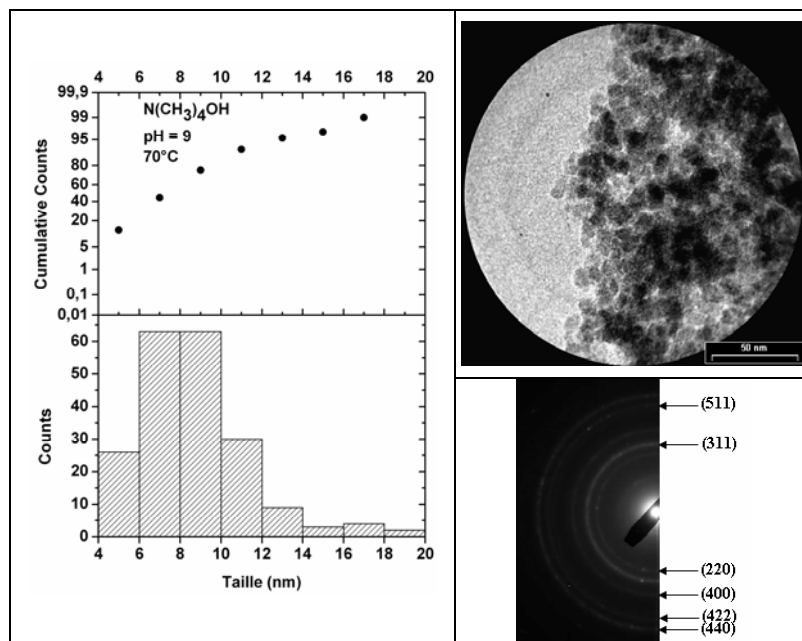 4 6 8 10 12 14 16 18 20
99,9
N(CH3)4OH
99
pH = 9
95
70°C
80
60
40
20
5
1
0,1
0,01
Cumulative Counts
60
50
40
30
20
10
0
Counts
4 6 8 10 12 14 16 18 20
Taille (nm)
50 nm
(511)
(311)
(220)
(400)
(422)
(440)